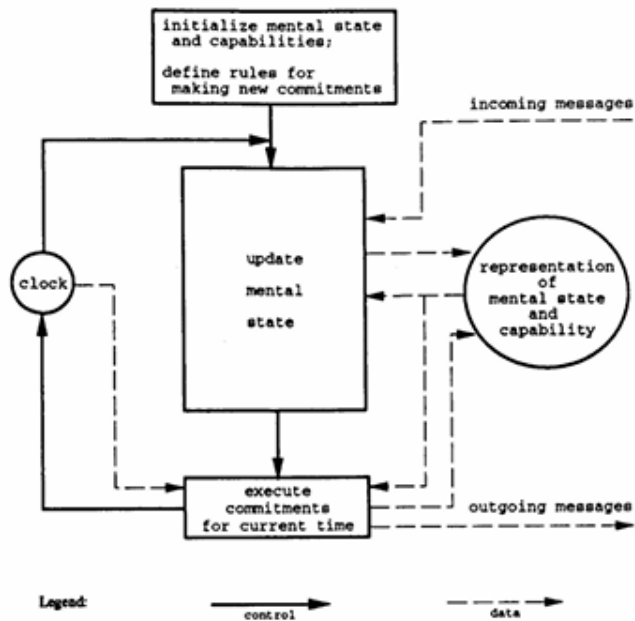 initialize mental state
and capabilities;
define rules for
making new commitments
incoming messages
update
mental
state
clock
representation
of
mental state
and
capability
execute
commitments
for current time
outgoing messages
Legend:
control
data